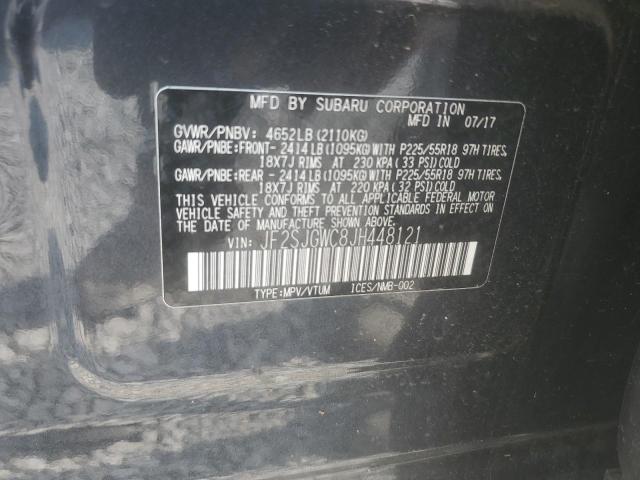 MFD BY SUBARU CORPORATION
MFD IN 07/17
GVWR/PNBV: 4652LB(2110KG)
GAWR/PNBE:FRONT- 2414LB(1095KG)WITH P225/55R18 97H TIRES,
18X7J RIMS AT 230 KPA(33 PSI)COLD
GAWR/PNBE:REAR - 2414LB(1095KG)WITH P225/55R18 97H TIRES,
18X7J RIMS AT 220 KPA(32 PSI)COLD
THIS VEHICLE CONFORMS TO ALL APPLICABLE FEDERAL MOTOR
VEHICLE SAFETY AND THEFT PREVENTION STANDARDS IN EFFECT ON
THE DATE OF MANUFACTURE SHOWN ABOVE.
VIN: JF2SJGWC8JH448121
TYPE:MPV/VTUM ICES/NMB-002